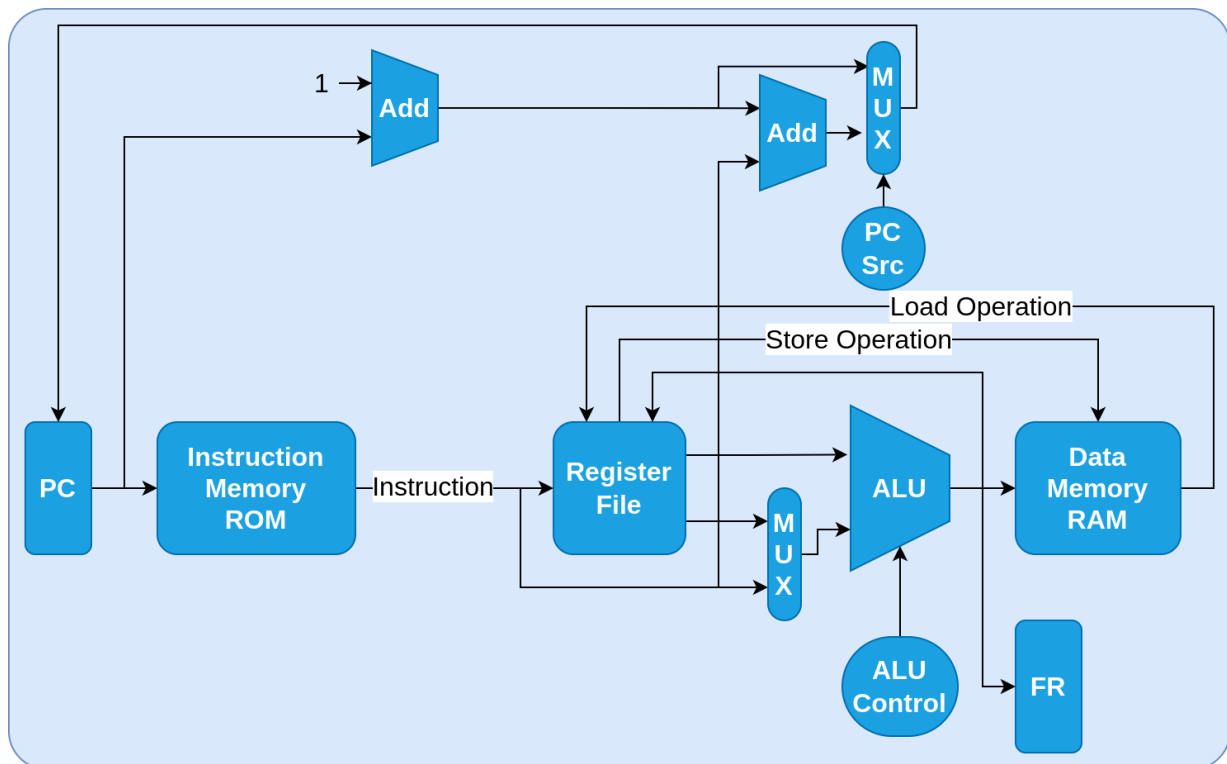 1
Add
Add
M
U
X
PC
Src
Load Operation
Store Operation
PC
Instruction
Memory
ROM
Instruction
Register
File
M
U
X
ALU
Data
Memory
RAM
ALU
Control
FR